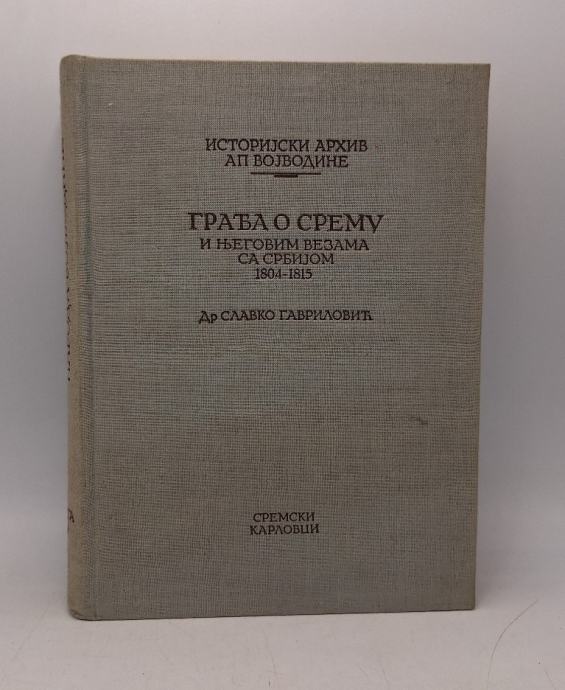 ИСТОРИЈСКИ АРХИВ
АП ВОЈВОДИНЕ
ГРАЂА О СРЕМУ
И ЊЕГОВИМ ВЕЗАМА
СА СРБИЈОМ
1804-1815
Др СЛАВКО ГАВРИЛОВИЋ
СРЕМСКИ
КАРЛОВЦИ